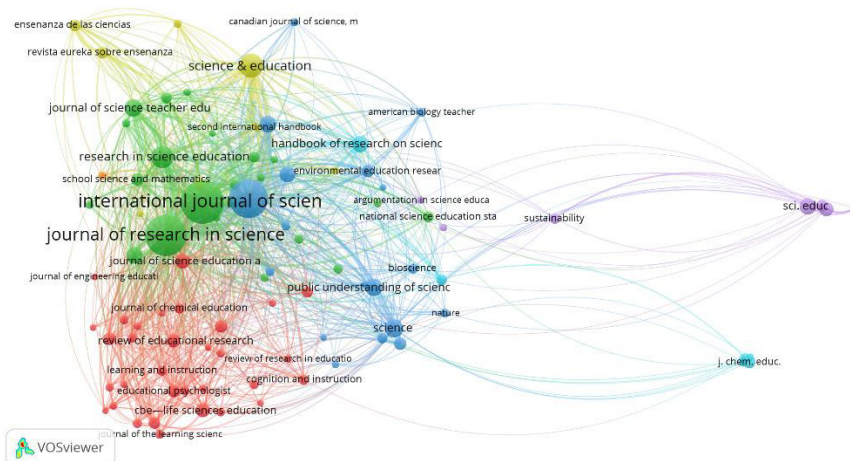 canadian journal of science, m
ensenanza de las ciencias
revista eureka sobre ensenanza
science & education
american biology teacher
journal of science teacher edu
second international handbook
handbook of research on scienc
research in science education
environmental education resear
school science and mathematics
international journal of scien
argumentation in science educa
national science education sta
sustainability
sci. educ
journal of research in science
journal of science education a
bioscience
journal of engineering educati
public understanding of scienc
journal of chemical education
nature
science
review of educational research
review of research in educatio
j. chem. educ.
learning and instruction
cognition and instruction
educational psychologist
cbe—life sciences education
journal of the learning scienc
VOSviewer